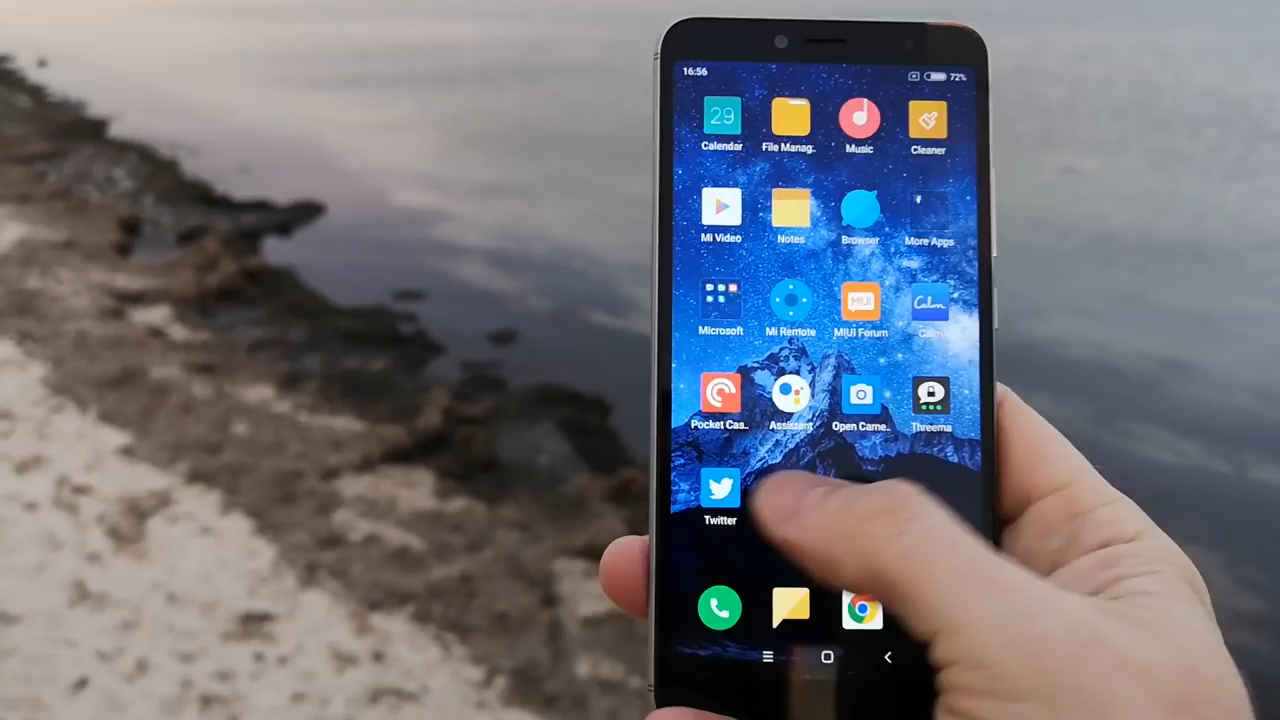 16:56 72%
29
Calendar File Manag.. Music Cleaner
Mi Video Notes Browser More Apps
MIUI Calm
Microsoft Mi Remote MIUI Forum Calm
Pocket Cas.. Assistant Open Came.. Threema
Twitter